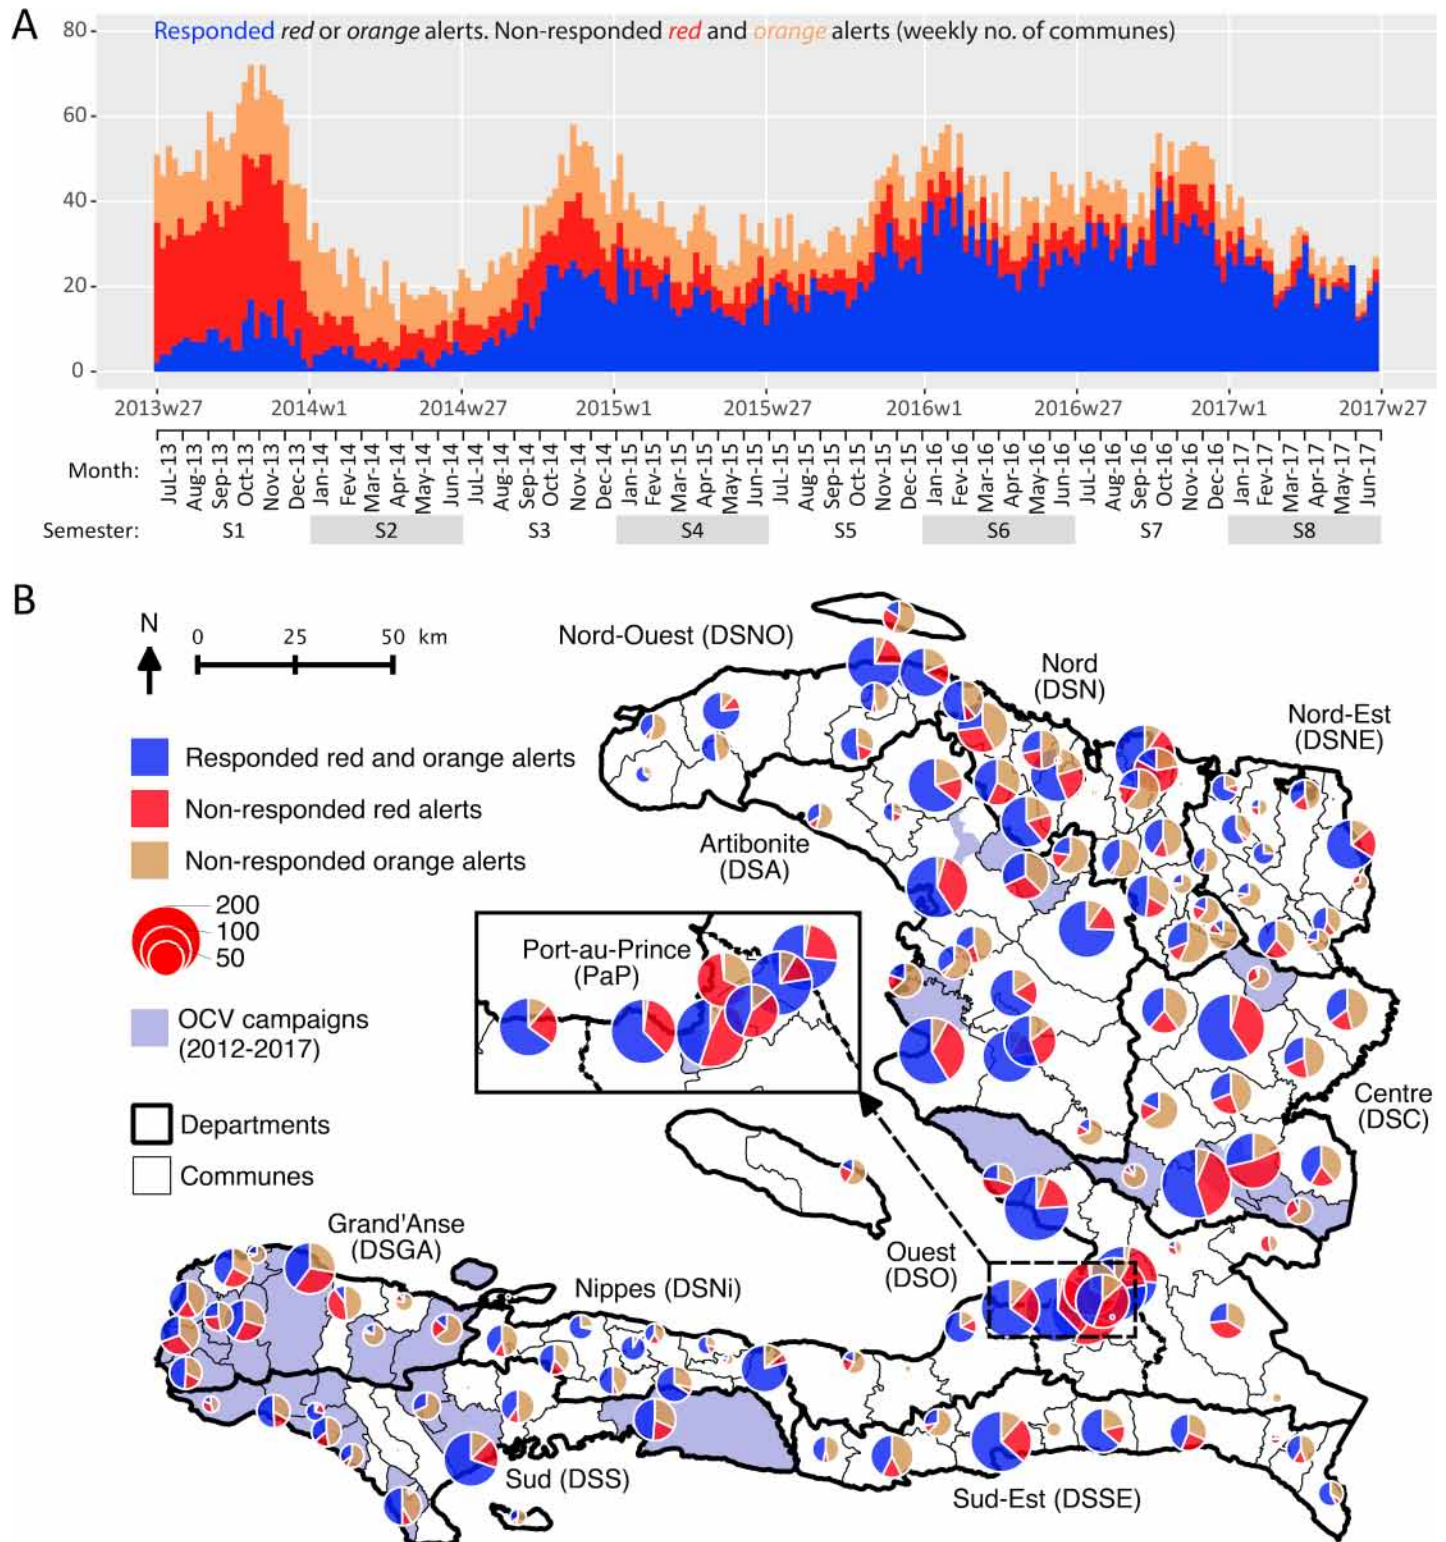 A
Responded red or orange alerts. Non-responded red and orange alerts (weekly no. of communes)
80
60
40
20
0
2013w27 2014w1 2014w27 2015w1 2015w27 2016w1 2016w27 2017w1 2017w27
Month: JuL-13 Aug-13 Sep-13 Oct-13 Nov-13 Dec-13 Jan-14 Fev-14 Mar-14 Apr-14 May-14 Jun-14 JuL-14 Aug-14 Sep-14 Oct-14 Nov-14 Dec-14 Jan-15 Fev-15 Mar-15 Apr-15 May-15 Jun-15 JuL-15 Aug-15 Sep-15 Oct-15 Nov-15 Dec-15 Jan-16 Feb-16 Mar-16 Apr-16 May-16 Jun-16 JuL-16 Aug-16 Sep-16 Oct-16 Nov-16 Dec-16 Jan-17 Fev-17 Mar-17 Apr-17 May-17 Jun-17
Semester: S1 S2 S3 S4 S5 S6 S7 S8
B
N
0 25 50 km
Nord-Ouest (DSNO)
Nord
(DSN)
Nord-Est
(DSNE)
Responded red and orange alerts
Non-responded red alerts
Non-responded orange alerts
Artibonite
(DSA)
200
100
50
Port-au-Prince
(PaP)
OCV campaigns
(2012-2017)
Departments
Communes
Centre
(DSC)
Grand'Anse
(DSGA)
Ouest
(DSO)
Nippes (DSNi)
Sud (DSS)
Sud-Est (DSSE)